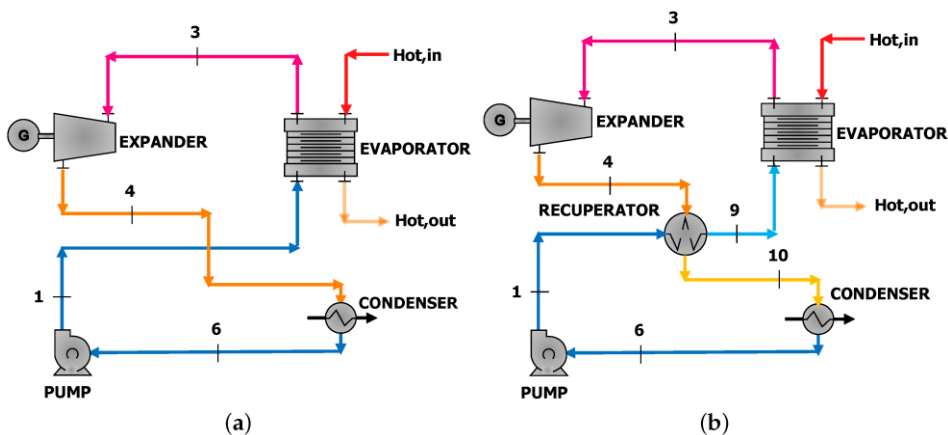 3
Hot,in
G
EXPANDER
EVAPORATOR
4
Hot,out
1
CONDENSER
6
PUMP
(a)
3
Hot,in
G
EXPANDER
EVAPORATOR
4
RECUPERATOR
Hot,out
9
10
1
CONDENSER
6
PUMP
(b)